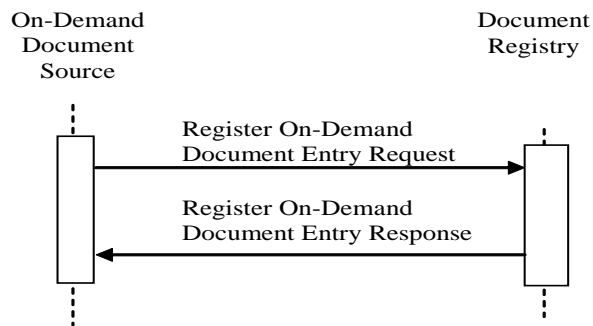 On-Demand
Document
Source
Document
Registry
Register On-Demand
Document Entry Request
Register On-Demand
Document Entry Response